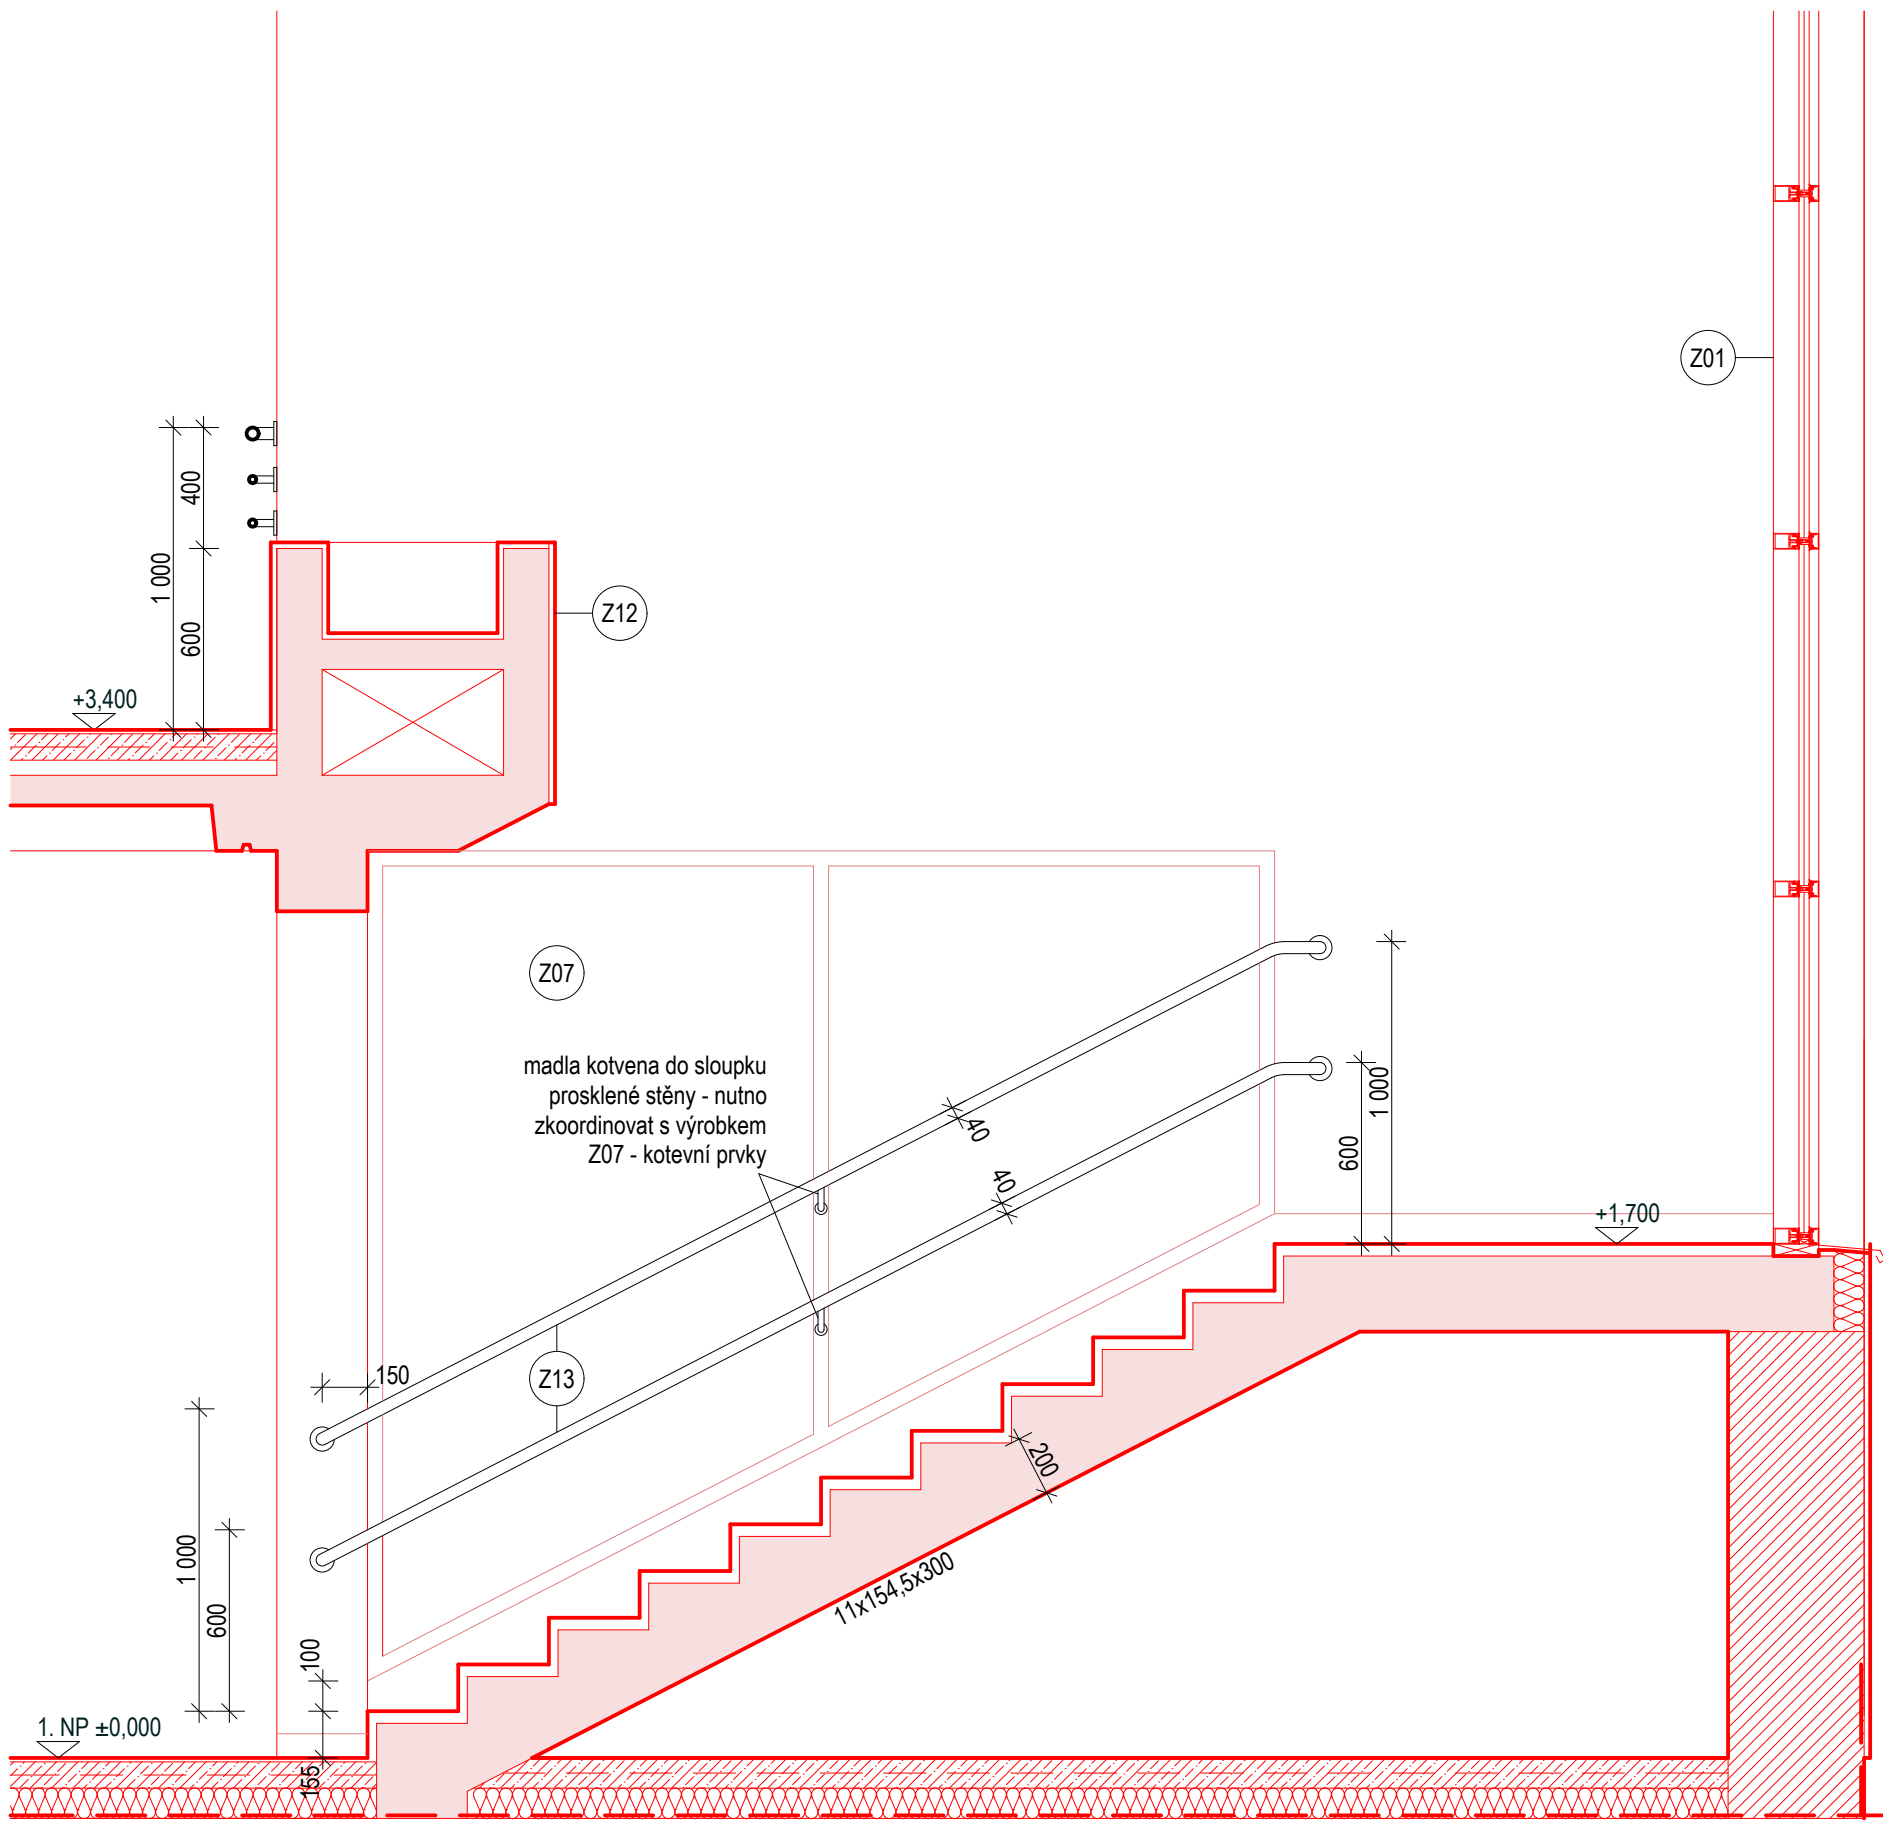 Z01
400
1 000
600
Z12
+3,400
Z07
madla kotvena do sloupku
prosklené stěny - nutno
zkoordinovat s výrobkem
Z07 - kotevní prvky
40
40
1 000
600
+1,700
150
Z13
200
1 000
600
11x154,5x300
100
1. NP ±0,000
155